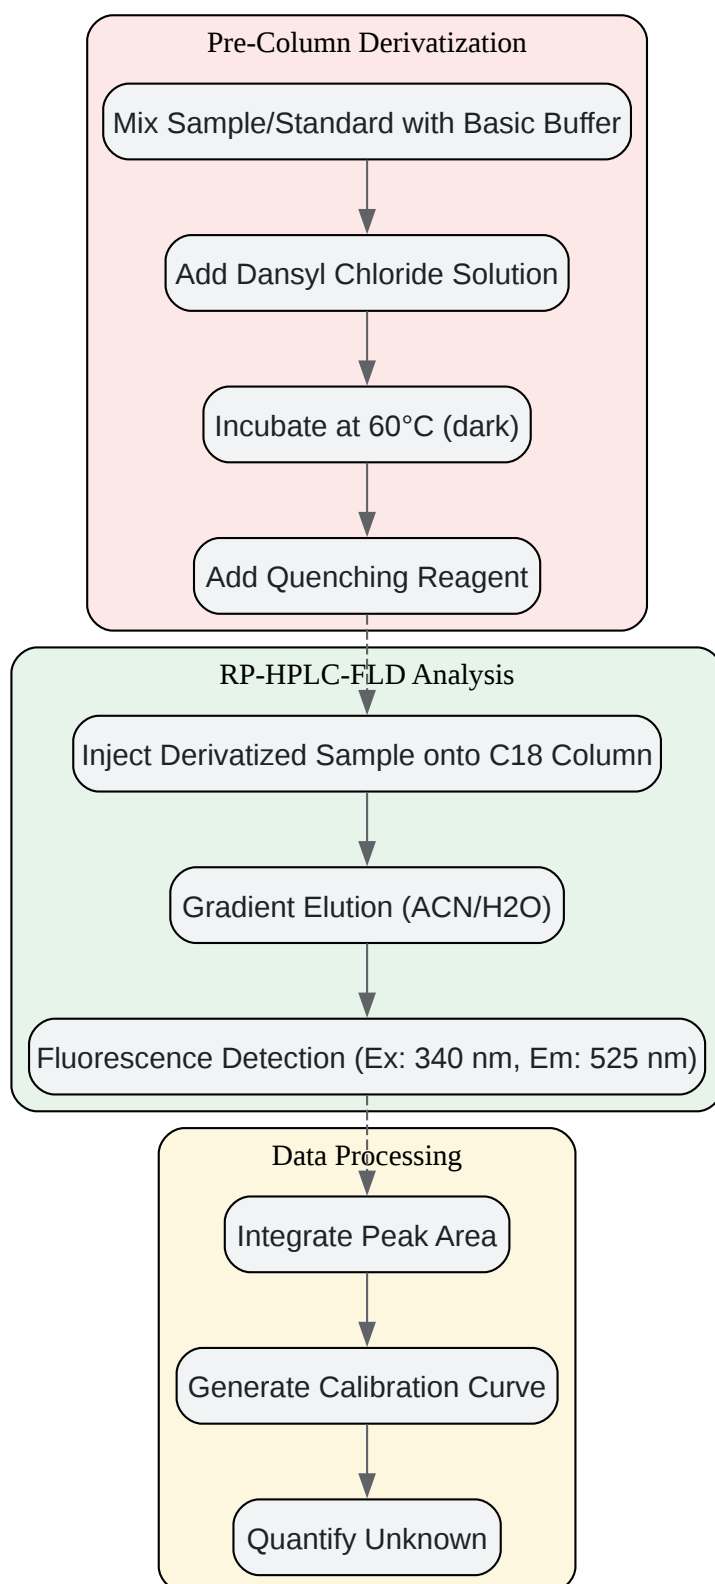 Pre-Column Derivatization
Mix Sample/Standard with Basic Buffer
Add Dansyl Chloride Solution
Incubate at 60°C (dark)
Add Quenching Reagent
RP-HPLC-FLD Analysis
Inject Derivatized Sample onto C18 Column
Gradient Elution (ACN/H2O)
Fluorescence Detection (Ex: 340 nm, Em: 525 nm)
Data Processing
Integrate Peak Area
Generate Calibration Curve
Quantify Unknown